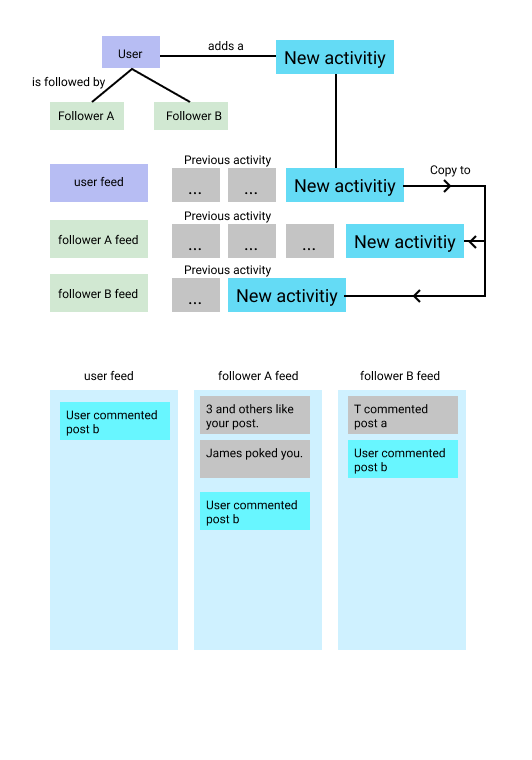 User
adds a
New activitiy
is followed by
Follower A
Follower B
Previous activity
user feed
...
...
New activitiy
Copy to
Previous activity
follower A feed
...
...
...
New activitiy
Previous activity
follower B feed
...
New activitiy
user feed
follower A feed
follower B feed
User commented
post b
3 and others like
your post.
James poked you.
User commented
post b
T commented
post a
User commented
post b